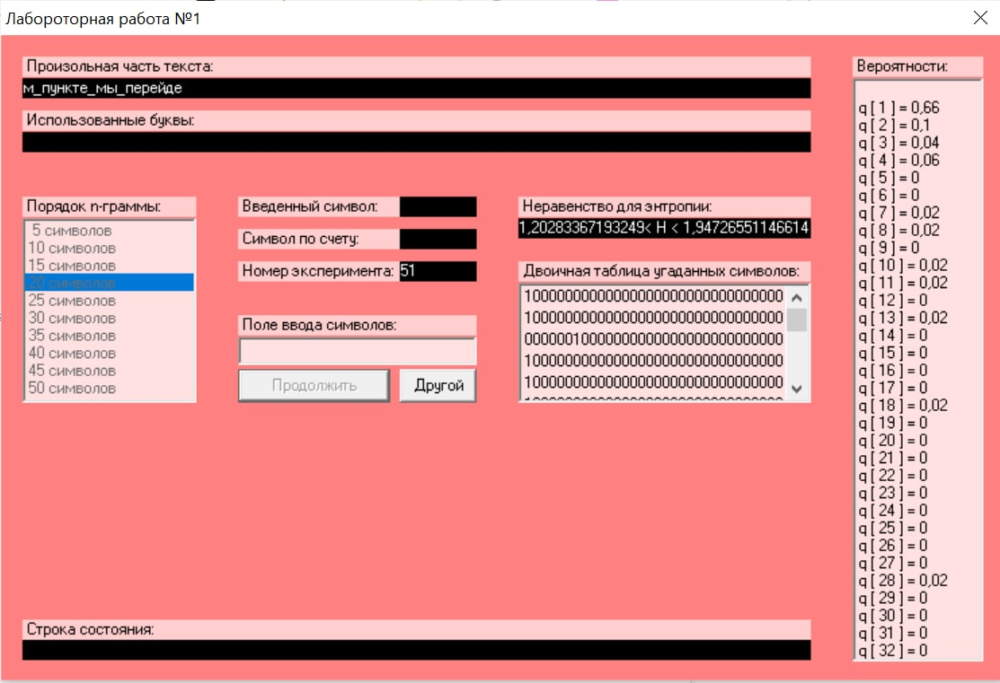 Лабороторная работа №1
Произольная часть текста:
м_пункте_мы_перейде
Использованные буквы:
Порядок n-граммы:
5 символов
10 символов
15 символов
20 символов
25 символов
30 символов
35 символов
40 символов
45 символов
50 символов
Введенный символ:
Символ по счету:
Номер эксперимента: 51
Поле ввода символов:
Продолжить
Другой
Неравенство для энтропии:
1,20283367193249< H < 1,94726551146614
Двоичная таблица угаданных символов:
10000000000000000000000000000000
10000000000000000000000000000000
00000010000000000000000000000000
10000000000000000000000000000000
10000000000000000000000000000000
Строка состояния:
Вероятности:
q [ 1 ] = 0,66
q [ 2 ] = 0,1
q [ 3 ] = 0,04
q [ 4 ] = 0,06
q [ 5 ] = 0
q [ 6 ] = 0
q [ 7 ] = 0,02
q [ 8 ] = 0,02
q [ 9 ] = 0
q [ 10 ] = 0,02
q [ 11 ] = 0,02
q [ 12 ] = 0
q [ 13 ] = 0,02
q [ 14 ] = 0
q [ 15 ] = 0
q [ 16 ] = 0
q [ 17 ] = 0
q [ 18 ] = 0,02
q [ 19 ] = 0
q [ 20 ] = 0
q [ 21 ] = 0
q [ 22 ] = 0
q [ 23 ] = 0
q [ 24 ] = 0
q [ 25 ] = 0
q [ 26 ] = 0
q [ 27 ] = 0
q [ 28 ] = 0,02
q [ 29 ] = 0
q [ 30 ] = 0
q [ 31 ] = 0
q [ 32 ] = 0